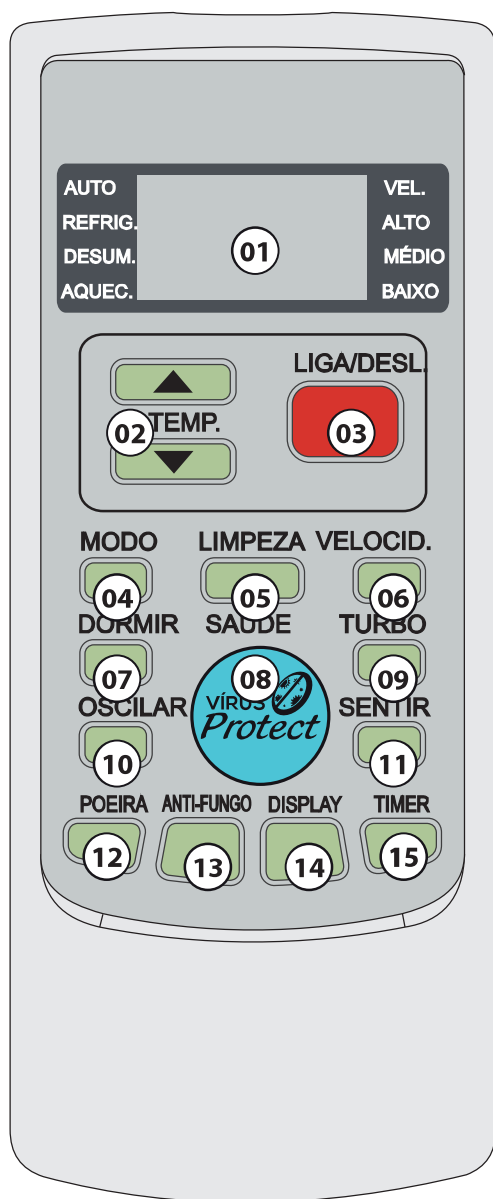 AUTO VEL.
REFRIG. ALTO
01
DESUM. MÉDIO
AQUEC. BAIXO
LIGA/DESL.
02 TEMP. 03
MODO LIMPEZA VELOCID.
04 05 06
DORMIR SAÚDE TURBO
07 08 09
OSCILAR VÍRUS SENTIR
Protect
10 11
POEIRA ANTI-FUNGO DISPLAY TIMER
12 13 14 15